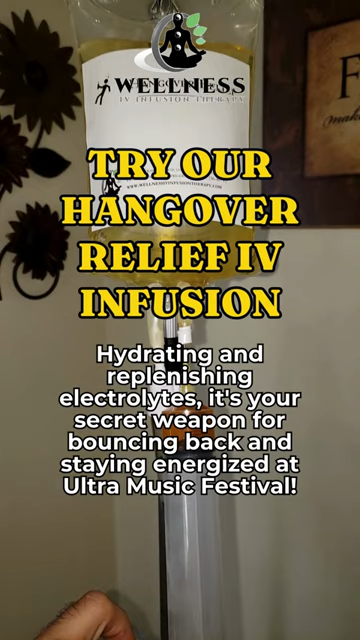 WELLNESS
IV INFUSION THERAPY
TRY OUR
HANGOVER
RELIEF IV
INFUSION
Hydrating and
replenishing
electrolytes, it's your
secret weapon for
bouncing back and
staying energized at
Ultra Music Festival!